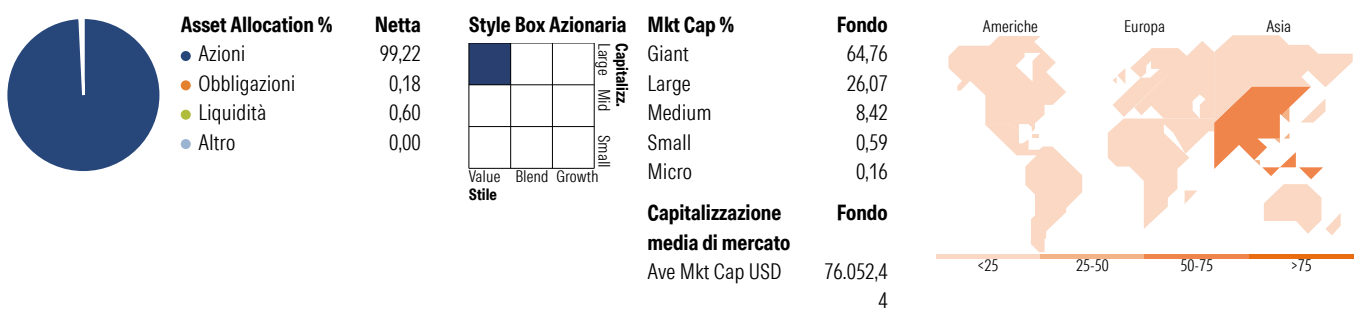 Asset Allocation % Netta
Azioni 99,22
Obbligazioni 0,18
Liquidità 0,60
Altro 0,00
Style Box Azionaria
Capitalizz.
Large Mid Small
Value Blend Growth
Stile
Mkt Cap % Fondo
Giant 64,76
Large 26,07
Medium 8,42
Small 0,59
Micro 0,16
Capitalizzazione Fondo
media di mercato
Ave Mkt Cap USD 76.052,4
4
Americhe Europa Asia
<25 25-50 50-75 >75